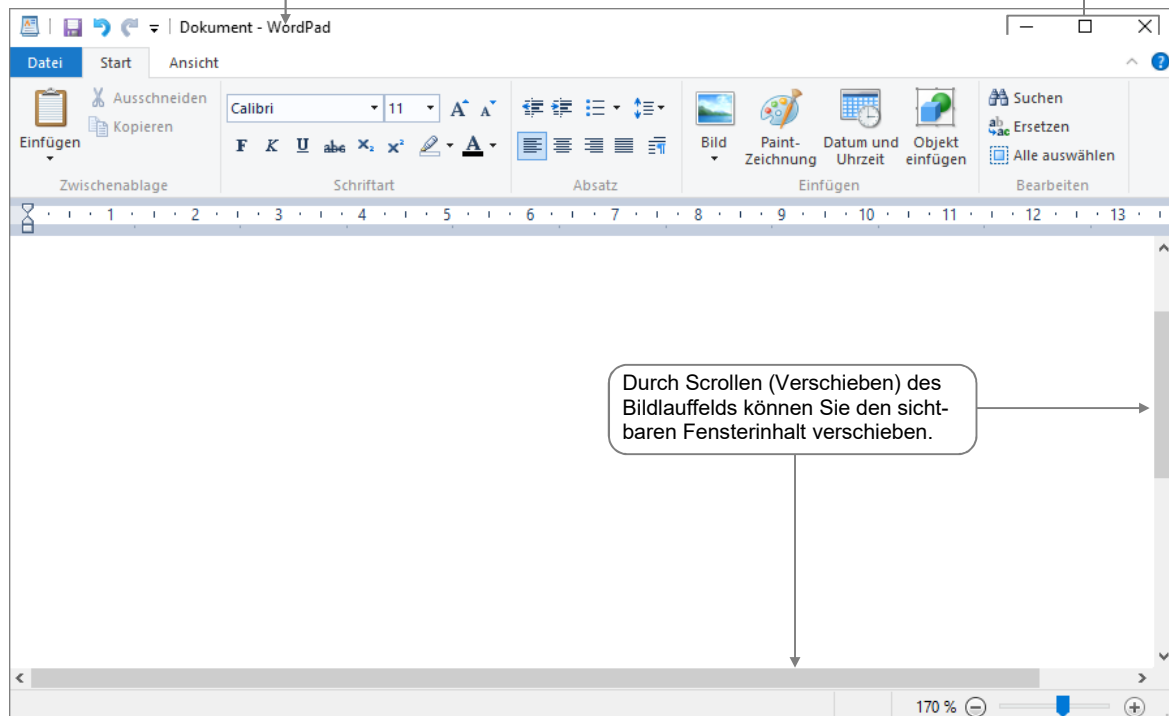 Dokument - WordPad
Datei Start Ansicht
Einfügen
Ausschneiden
Kopieren
Zwischenablage
Calibri 11 A A
F K U abc X₂ X² A
Schriftart
Absatz
Bild
Paint-
Zeichnung
Datum und
Uhrzeit
Objekt
einfügen
Einfügen
Suchen
Ersetzen
Alle auswählen
Bearbeiten
1 2 3 4 5 6 7 8 9 10 11 12 13
Durch Scrollen (Verschieben) des
Bildlauffelds können Sie den sicht-
baren Fensterinhalt verschieben.
170 %